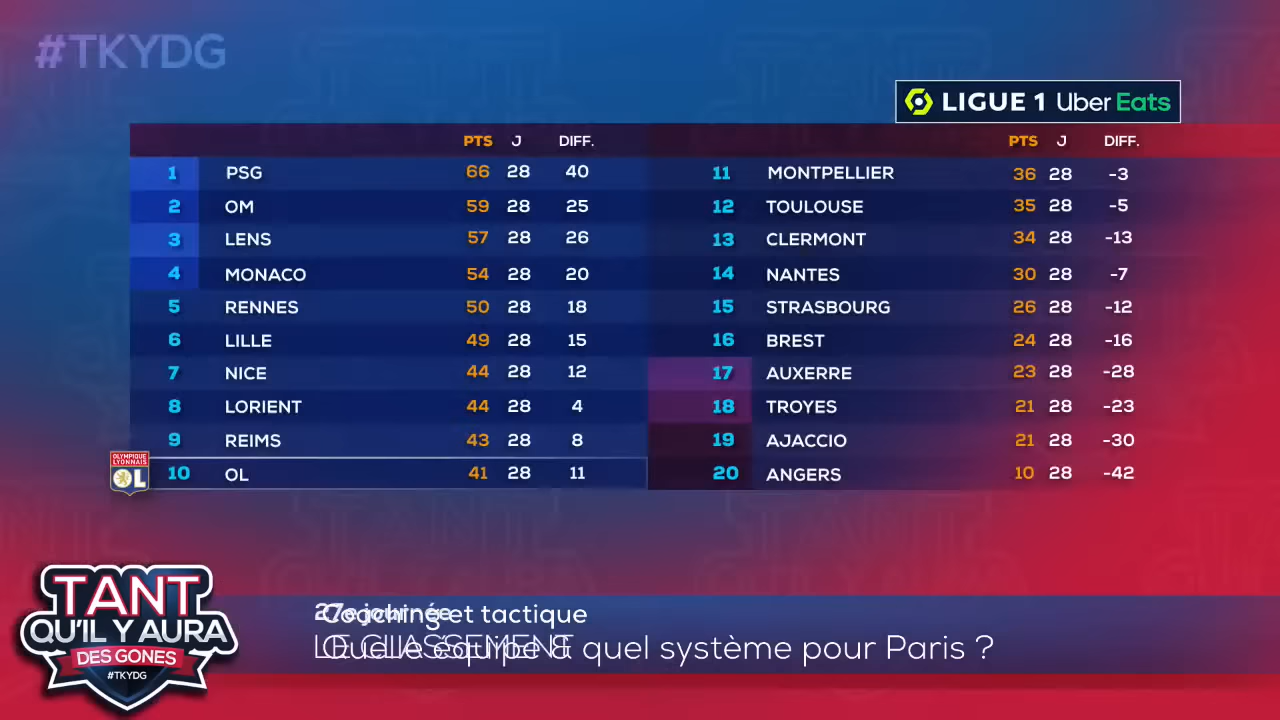 #TKYDG
LIGUE 1 Uber Eats
PTS J DIFF.
1 PSG 66 28 40
2 OM 59 28 25
3 LENS 57 28 26
4 MONACO 54 28 20
5 RENNES 50 28 18
6 LILLE 49 28 15
7 NICE 44 28 12
8 LORIENT 44 28 4
9 REIMS 43 28 8
OLYMPIQUE
LYONNAIS
OL
10 OL 41 28 11
PTS J DIFF.
11 MONTPELLIER 36 28 -3
12 TOULOUSE 35 28 -5
13 CLERMONT 34 28 -13
14 NANTES 30 28 -7
15 STRASBOURG 26 28 -12
16 BREST 24 28 -16
17 AUXERRE 23 28 -28
18 TROYES 21 28 -23
19 AJACCIO 21 28 -30
20 ANGERS 10 28 -42
TANT
QU'IL Y AURA
DES GONES
#TKYDG
27e journée
LE CLASSEMENT
Coaching et tactique
Quelle équipe & quel système pour Paris ?